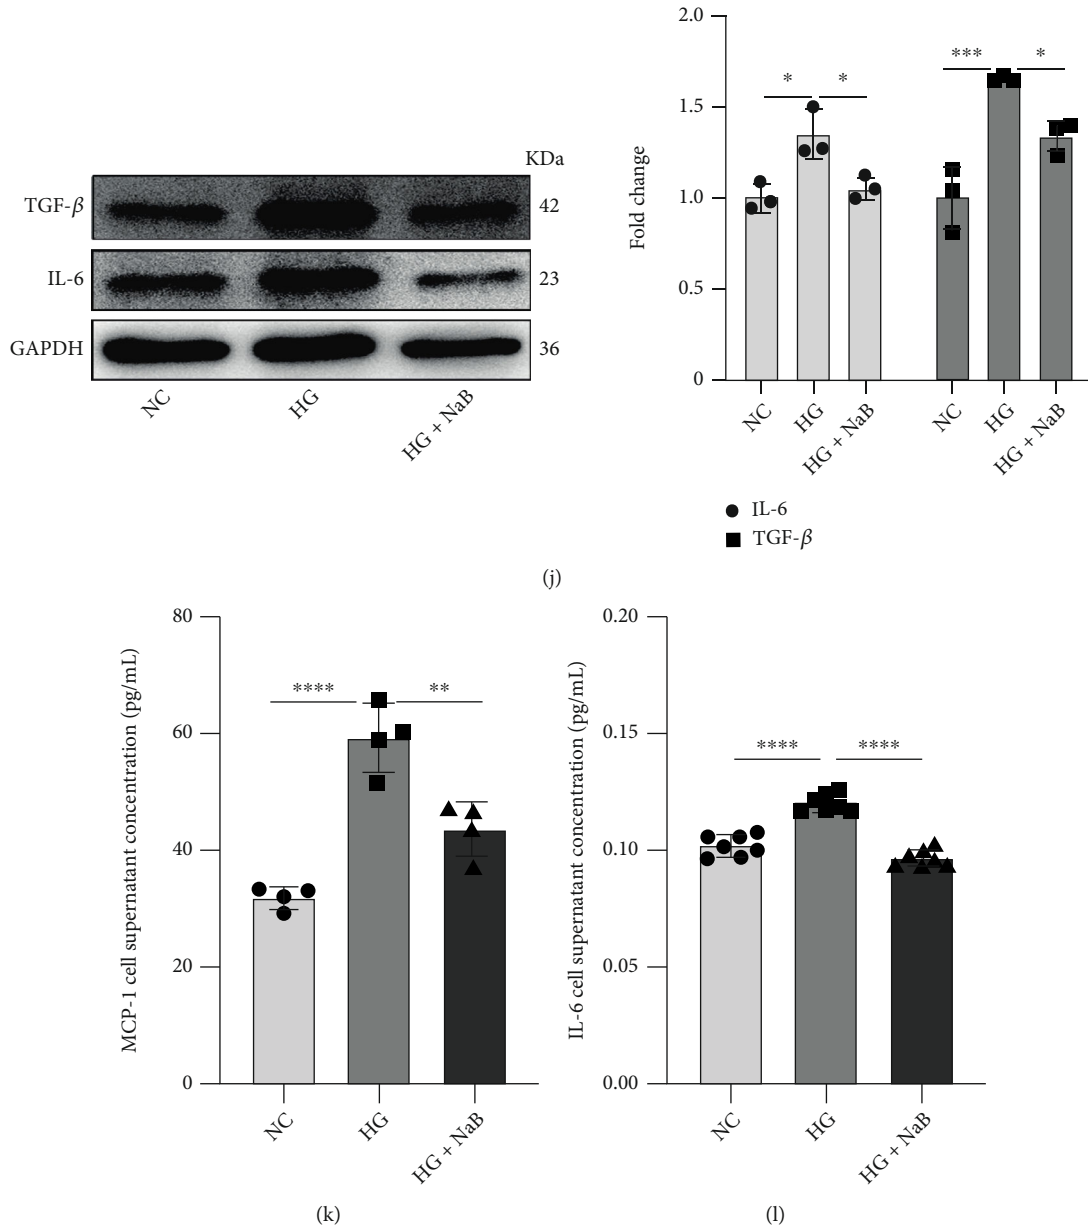 KDa
TGF-β 42
IL-6 23
GAPDH 36
NC HG HG + NaB
Fold change
2.0
1.5
1.0
0.5
0
* * *** *
NC HG HG + NaB NC HG HG + NaB
IL-6
TGF-β
(j)
MCP-1 cell supernatant concentration (pg/mL)
80
60
40
20
0
**** **
NC HG HG + NaB
(k)
IL-6 cell supernatant concentration (pg/mL)
0.20
0.15
0.10
0.05
0.00
**** ****
NC HG HG + NaB
(l)